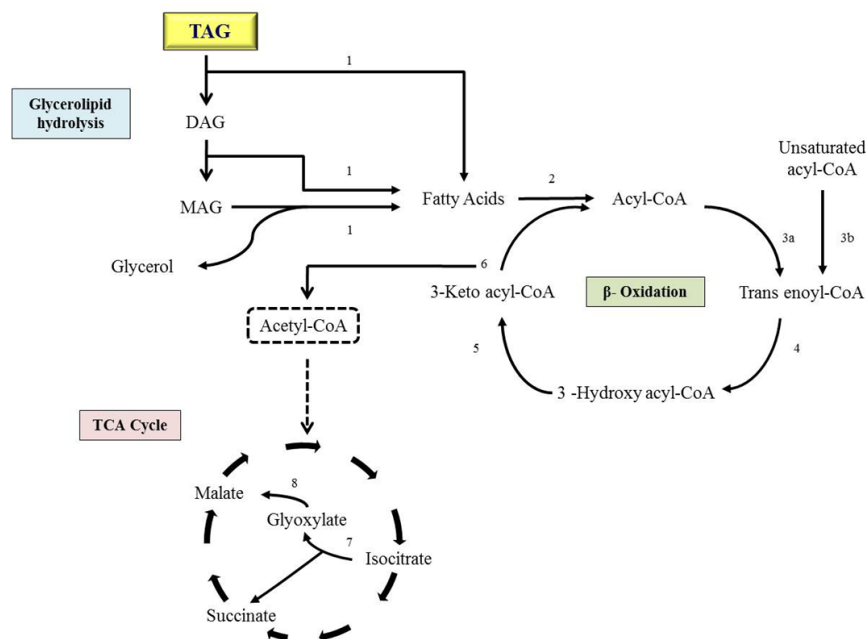 TAG
1
Glycerolipid
hydrolysis
DAG
Unsaturated
acyl-CoA
1
2
MAG
Fatty Acids
Acyl-CoA
1
3a
3b
Glycerol
6
3-Keto acyl-CoA
β- Oxidation
Trans enoyl-CoA
Acetyl-CoA
5
4
3 -Hydroxy acyl-CoA
TCA Cycle
Malate
8
Glyoxylate
7
Isocitrate
Succinate